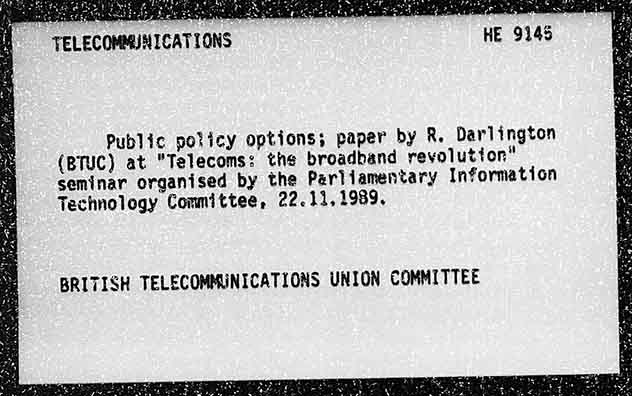 TELECOMMUNICATIONS HE 9145
Public policy options; paper by R. Darlington
(BTUC) at "Telecoms: the broadband revolution"
seminar organised by the Parliamentary Information
Technology Committee, 22.11.1989.
BRITISH TELECOMMUNICATIONS UNION COMMITTEE